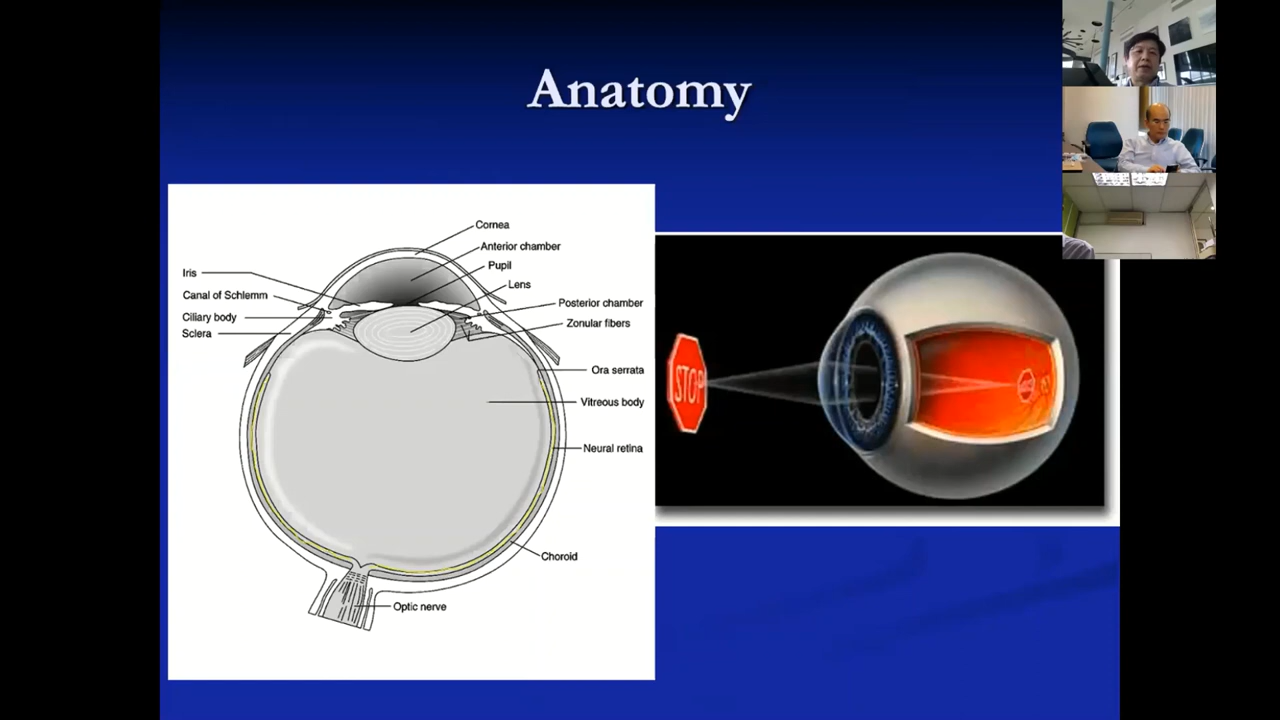 Anatomy
Cornea
Anterior chamber
Pupil
Lens
Iris
Canal of Schlemm
Ciliary body
Sclera
Posterior chamber
Zonular fibers
Ora serrata
Vitreous body
Neural retina
Choroid
Optic nerve
STOP